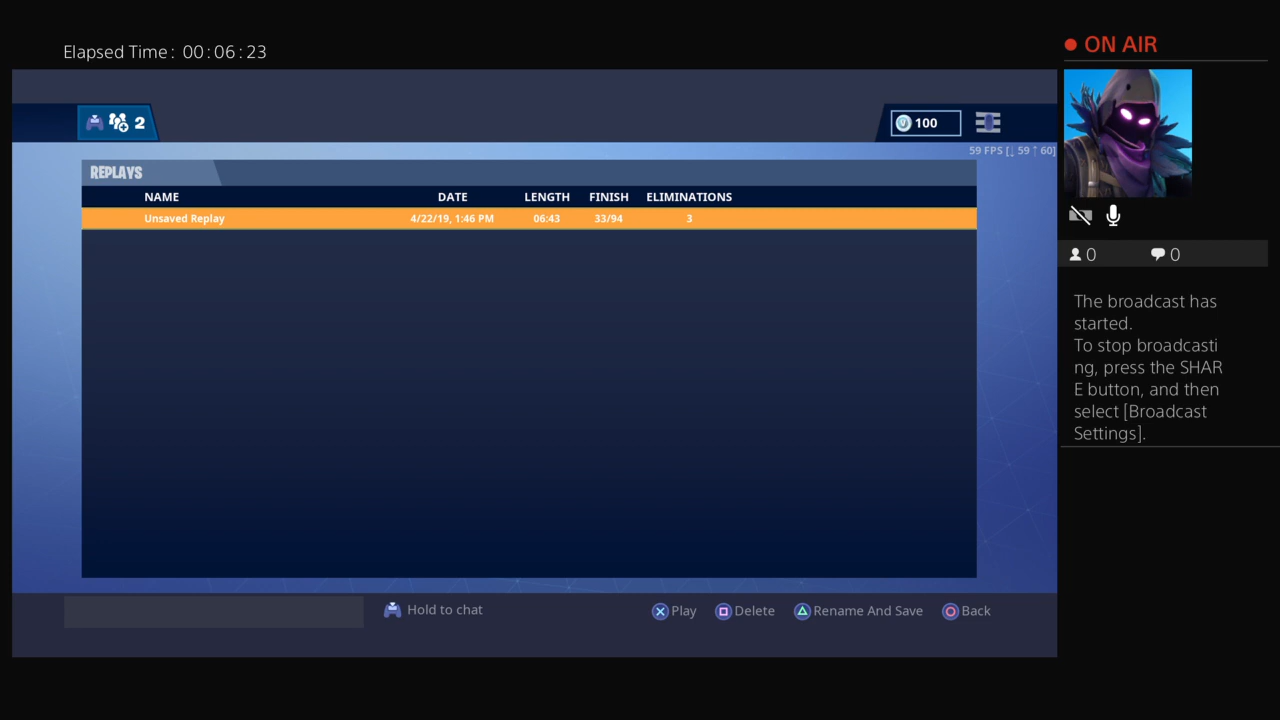 Elapsed Time: 00:06:23
ON AIR
2
100
59 FPS [↓ 59 ↑ 60]
REPLAYS
NAME DATE LENGTH FINISH ELIMINATIONS
Unsaved Replay 4/22/19, 1:46 PM 06:43 33/94 3
0 0
The broadcast has
started.
To stop broadcasti
ng, press the SHAR
E button, and then
select [Broadcast
Settings].
Hold to chat Play Delete Rename And Save Back